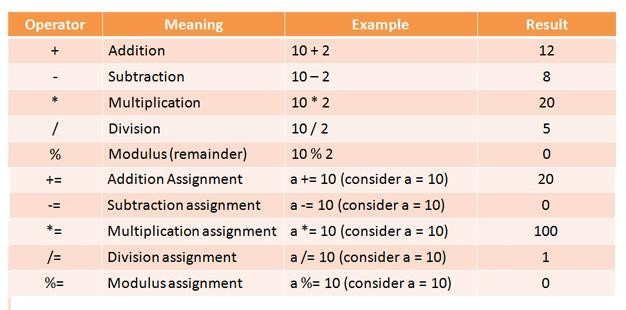 Operator Meaning Example Result
+ Addition 10 + 2 12
- Subtraction 10 – 2 8
* Multiplication 10 * 2 20
/ Division 10 / 2 5
% Modulus (remainder) 10 % 2 0
+= Addition Assignment a += 10 (consider a = 10) 20
-= Subtraction assignment a -= 10 (consider a = 10) 0
*= Multiplication assignment a *= 10 (consider a = 10) 100
/= Division assignment a /= 10 (consider a = 10) 1
%= Modulus assignment a %= 10 (consider a = 10) 0